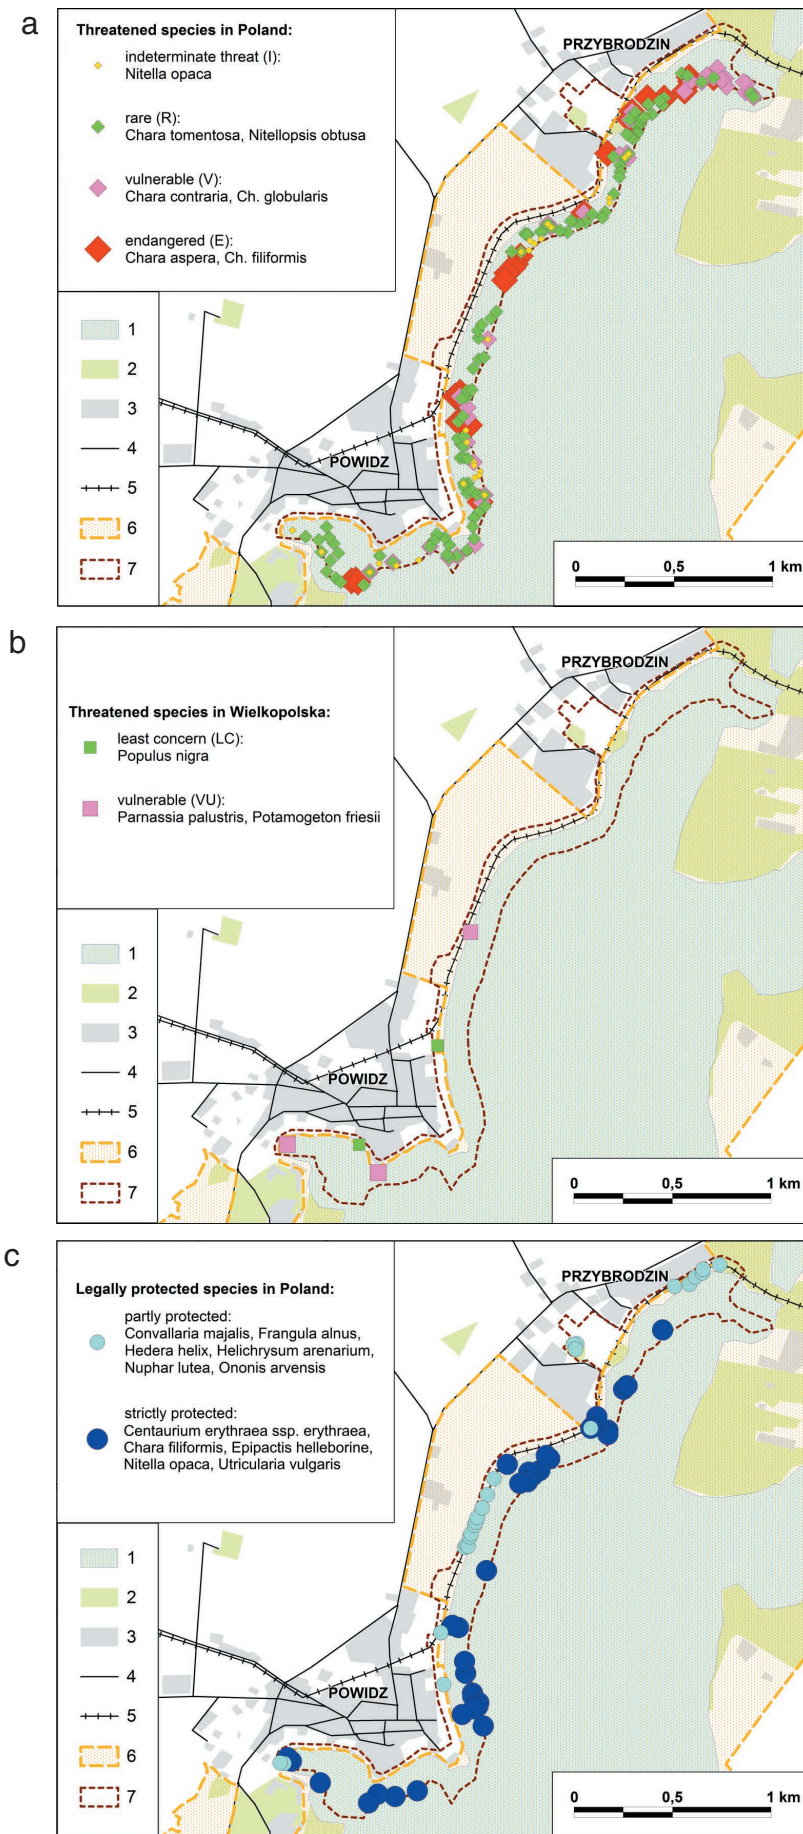 a
Threatened species in Poland:
indeterminate threat (I):
Nitella opaca
rare (R):
Chara tomentosa, Nitellopsis obtusa
vulnerable (V):
Chara contraria, Ch. globularis
endangered (E):
Chara aspera, Ch. filiformis
1
2
3
4
5
6
7
PRZYBRODZIN
POWIDZ
0 0,5 1 km
b
Threatened species in Wielkopolska:
least concern (LC):
Populus nigra
vulnerable (VU):
Parnassia palustris, Potamogeton friesii
1
2
3
4
5
6
7
PRZYBRODZIN
POWIDZ
0 0,5 1 km
c
Legally protected species in Poland:
partly protected:
Convallaria majalis, Frangula alnus,
Hedera helix, Helichrysum arenarium,
Nuphar lutea, Ononis arvensis
strictly protected:
Centaurium erythraea ssp. erythraea,
Chara filiformis, Epipactis helleborine,
Nitella opaca, Utricularia vulgaris
1
2
3
4
5
6
7
PRZYBRODZIN
POWIDZ
0 0,5 1 km